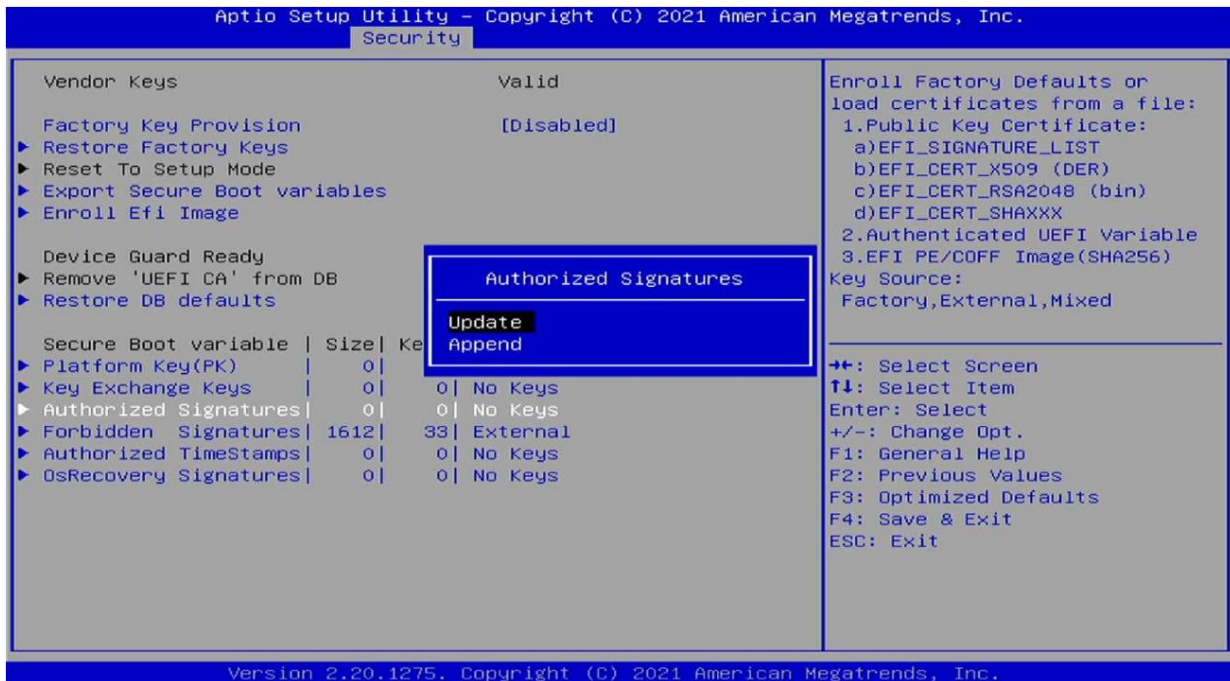 Aptio Setup Utility – Copyright (C) 2021 American Megatrends, Inc.
Security
Vendor Keys Valid
Factory Key Provision [Disabled]
▶ Restore Factory Keys
▶ Reset To Setup Mode
▶ Export Secure Boot variables
▶ Enroll Efi Image
Device Guard Ready
▶ Remove 'UEFI CA' from DB
▶ Restore DB defaults
Secure Boot variable | Size| Ke
▶ Platform Key(PK) | 0|
▶ Key Exchange Keys | 0| 0| No Keys
▶ Authorized Signatures| 0| 0| No Keys
▶ Forbidden Signatures| 1612| 33| External
▶ Authorized TimeStamps| 0| 0| No Keys
▶ OsRecovery Signatures| 0| 0| No Keys
Authorized Signatures
Update
Append
Enroll Factory Defaults or
load certificates from a file:
1.Public Key Certificate:
a)EFI_SIGNATURE_LIST
b)EFI_CERT_X509 (DER)
c)EFI_CERT_RSA2048 (bin)
d)EFI_CERT_SHAXXX
2.Authenticated UEFI Variable
3.EFI PE/COFF Image(SHA256)
Key Source:
Factory,External,Mixed
→←: Select Screen
↑↓: Select Item
Enter: Select
+/-: Change Opt.
F1: General Help
F2: Previous Values
F3: Optimized Defaults
F4: Save & Exit
ESC: Exit
Version 2.20.1275. Copyright (C) 2021 American Megatrends, Inc.